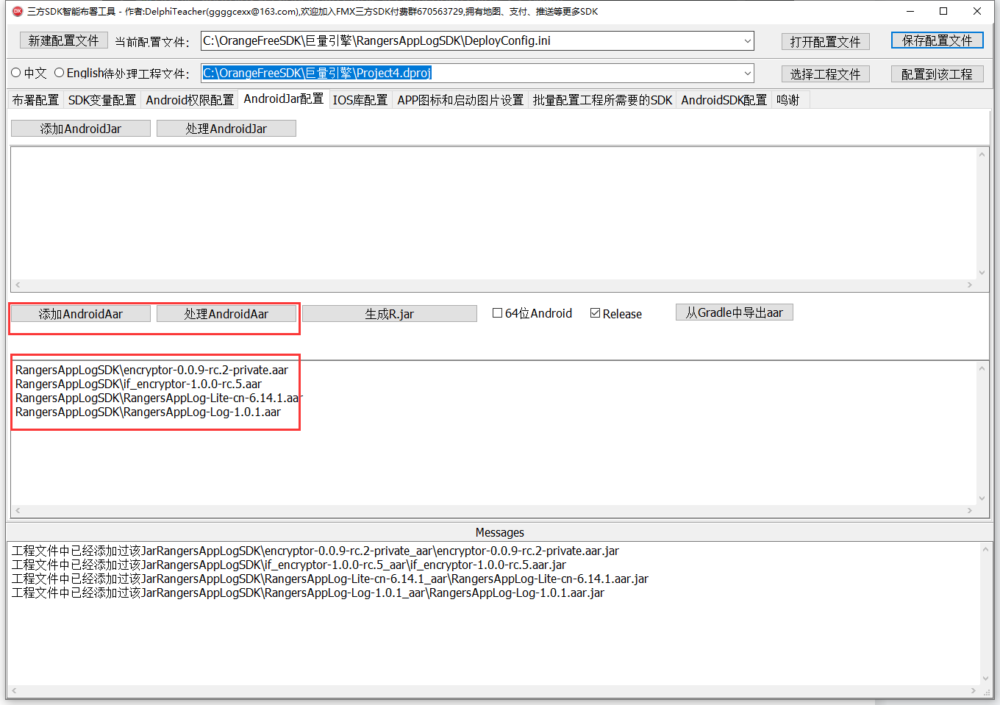 三方SDK智能布署工具 - 作者:DelphiTeacher(ggggcexx@163.com),欢迎加入FMX三方SDK付费群670563729,拥有地图、支付、推送等更多SDK
新建配置文件 当前配置文件： C:\OrangeFreeSDK\巨量引擎\RangersAppLogSDK\DeployConfig.ini 打开配置文件 保存配置文件
中文 English待处理工程文件： C:\OrangeFreeSDK\巨量引擎\Project4.dproj 选择工程文件 配置到该工程
布署配置 SDK变量配置 Android权限配置 AndroidJar配置 IOS库配置 APP图标和启动图片设置 批量配置工程所需要的SDK AndroidSDK配置 鸣谢
添加AndroidJar 处理AndroidJar
添加AndroidAar 处理AndroidAar 生成R.jar 64位Android Release 从Gradle中导出aar
RangersAppLogSDK\encryptor-0.0.9-rc.2-private.aar
RangersAppLogSDK\if_encryptor-1.0.0-rc.5.aar
RangersAppLogSDK\RangersAppLog-Lite-cn-6.14.1.aar
RangersAppLogSDK\RangersAppLog-Log-1.0.1.aar
Messages
工程文件中已经添加过该JarRangersAppLogSDK\encryptor-0.0.9-rc.2-private_aar\encryptor-0.0.9-rc.2-private.aar.jar
工程文件中已经添加过该JarRangersAppLogSDK\if_encryptor-1.0.0-rc.5_aar\if_encryptor-1.0.0-rc.5.aar.jar
工程文件中已经添加过该JarRangersAppLogSDK\RangersAppLog-Lite-cn-6.14.1_aar\RangersAppLog-Lite-cn-6.14.1.aar.jar
工程文件中已经添加过该JarRangersAppLogSDK\RangersAppLog-Log-1.0.1_aar\RangersAppLog-Log-1.0.1.aar.jar